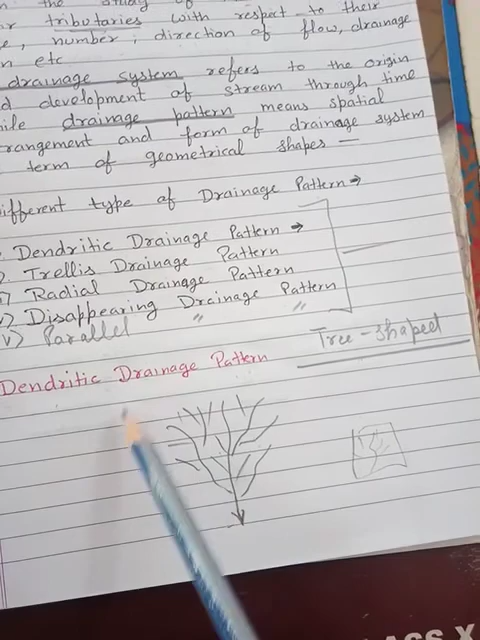 the study of
tributaries with respect to their
number, direction of flow, drainage
etc
drainage system refers to the origin
development of stream through time
drainage pattern means spatial
and form of drainage system
term of geometrical shapes —
type of Drainage Pattern →
Dendritic Drainage Pattern →
Trellis Drainage Pattern
Radial Drainage Pattern
Disappearing Drainage Pattern
v) Parallel " "
Tree-shaped
Dendritic Drainage Pattern
CLASS X